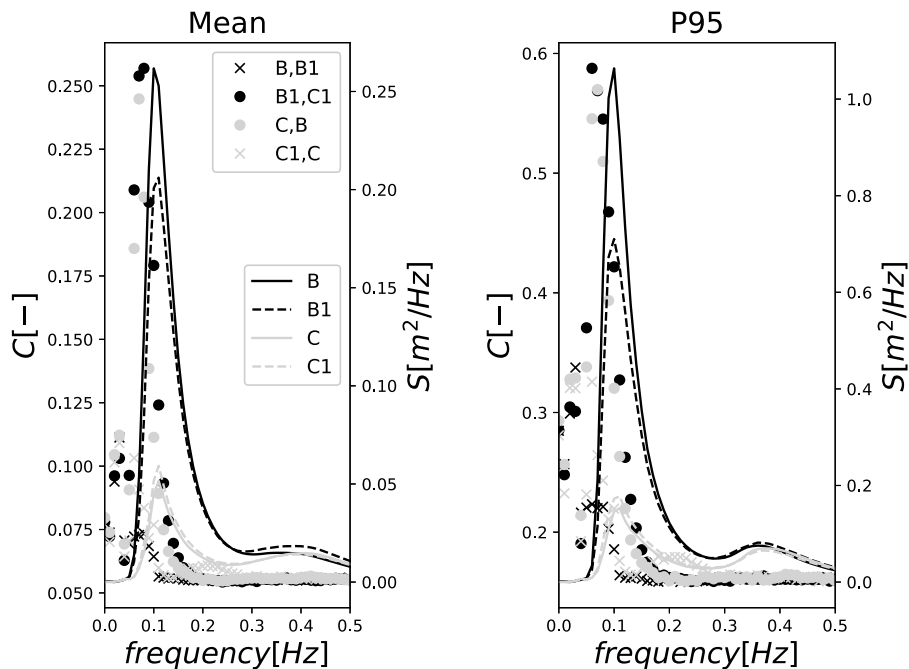 Mean
P95
C[−]
0.250
0.225
0.200
0.175
0.150
0.125
0.100
0.075
0.050
B,B1
B1,C1
C,B
C1,C
B
B1
C
C1
0.25
0.20
0.15
0.10
0.05
0.00
S[m²/Hz]
0.0 0.1 0.2 0.3 0.4 0.5
frequency[Hz]
C[−]
0.6
0.5
0.4
0.3
0.2
1.0
0.8
0.6
0.4
0.2
0.0
S[m²/Hz]
0.0 0.1 0.2 0.3 0.4 0.5
frequency[Hz]